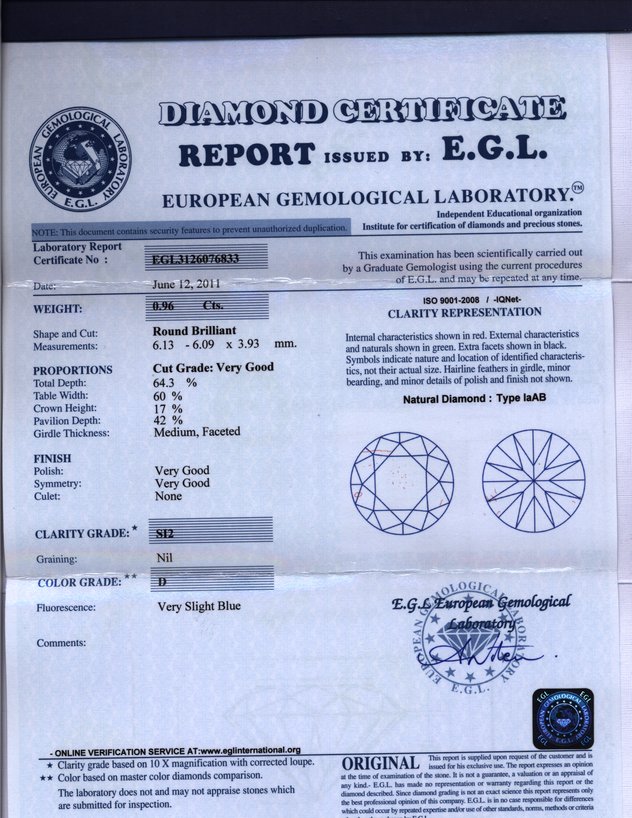 DIAMOND CERTIFICATE
REPORT ISSUED BY: E.G.L.
EUROPEAN GEMOLOGICAL LABORATORY.™
EUROPEAN GEMOLOGICAL LABORATORY
E.G.L.
Independent Educational organization
Institute for certification of diamonds and precious stones.
NOTE: This document contains security features to prevent unauthorized duplication.
Laboratory Report
Certificate No : EGL3126076833
Date: June 12, 2011
WEIGHT: 0.96 Cts.
Shape and Cut: Round Brilliant
Measurements: 6.13 - 6.09 x 3.93 mm.
PROPORTIONS Cut Grade: Very Good
Total Depth: 64.3 %
Table Width: 60 %
Crown Height: 17 %
Pavilion Depth: 42 %
Girdle Thickness: Medium, Faceted
FINISH
Polish: Very Good
Symmetry: Very Good
Culet: None
CLARITY GRADE: ★ SI2
Graining: Nil
COLOR GRADE: ★★ D
Fluorescence: Very Slight Blue
Comments:
This examination has been scientifically carried out
by a Graduate Gemologist using the current procedures
of E.G.L. and may be repeated at any time.
ISO 9001-2008 / -IQNet-
CLARITY REPRESENTATION
Internal characteristics shown in red. External characteristics
and naturals shown in green. Extra facets shown in black.
Symbols indicate nature and location of identified characteris-
tics, not their actual size. Hairline feathers in girdle, minor
bearding, and minor details of polish and finish not shown.
Natural Diamond : Type IaAB
E.G.L European Gemological
Laboratory
EUROPEAN GEMOLOGICAL LABORATORY
E.G.L.
EGL EGL
EUROPEAN GEMOLOGICAL LABORATORY
E.G.L.
EGL EGL
- ONLINE VERIFICATION SERVICE AT:www.eglinternational.org
★ Clarity grade based on 10 X magnification with corrected loupe.
★★ Color based on master color diamonds comparison.
The laboratory does not and may not appraise stones which
are submitted for inspection.
ORIGINAL This report is supplied upon request of the customer and is
issued for his exclusive use. The report expresses an opinion
at the time of examination of the stone. It is not a guarantee, a valuation or an appraisal of
any kind.- E.G.L. has made no representation or warranty regarding this report or the
diamond described. Since diamond grading is not an exact science this report represents only
the best professional opinion of this company. E.G.L. is in no case responsible for differences
which could occur by repeated expertise and/or use of other standards, norms, methods or criteria